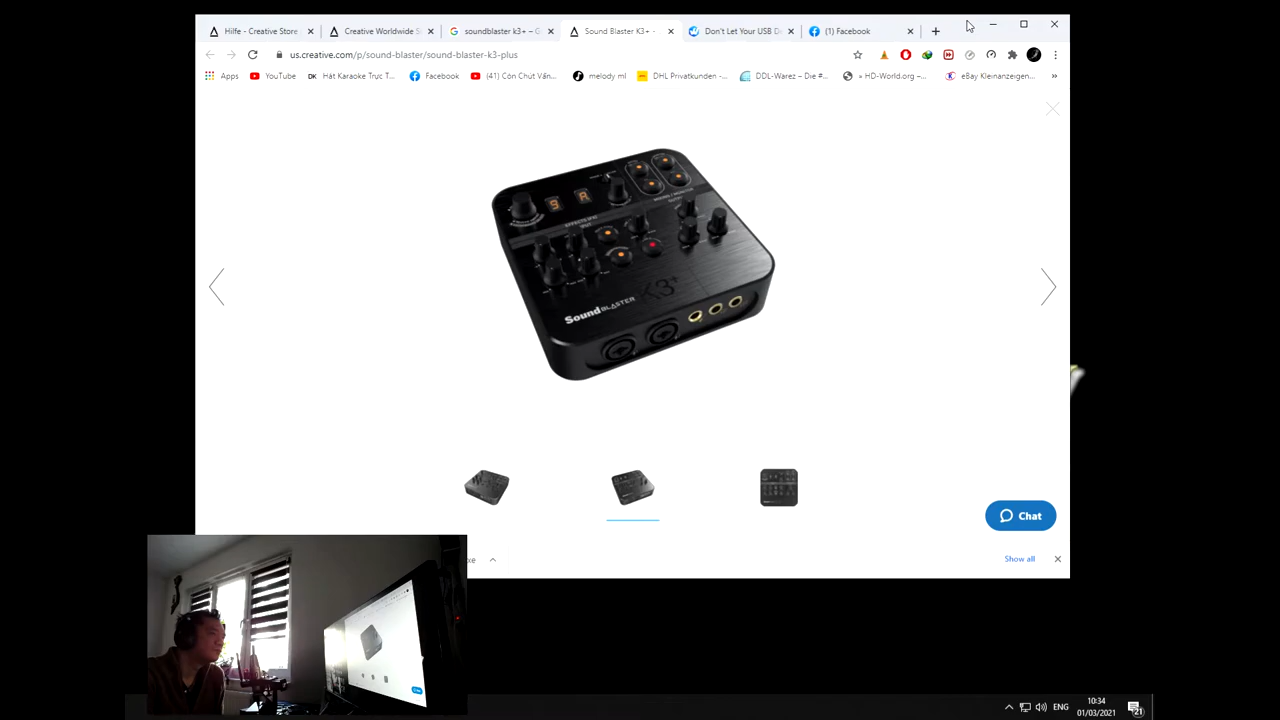 Hilfe - Creative Store
Creative Worldwide S
soundblaster k3+ – G
Sound Blaster K3+ -
Don't Let Your USB D
(1) Facebook
us.creative.com/p/sound-blaster/sound-blaster-k3-plus
Apps
YouTube
Hát Karaoke Trực T...
Facebook
(41) Còn Chút Vấn...
melody ml
DHL Privatkunden -...
DDL-Warez – Die #...
» HD-World.org –...
eBay Kleinanzeigen...
»
9 A
Sound BLASTER K3+
Chat
xe
Show all
ENG
10:34
01/03/2021
21